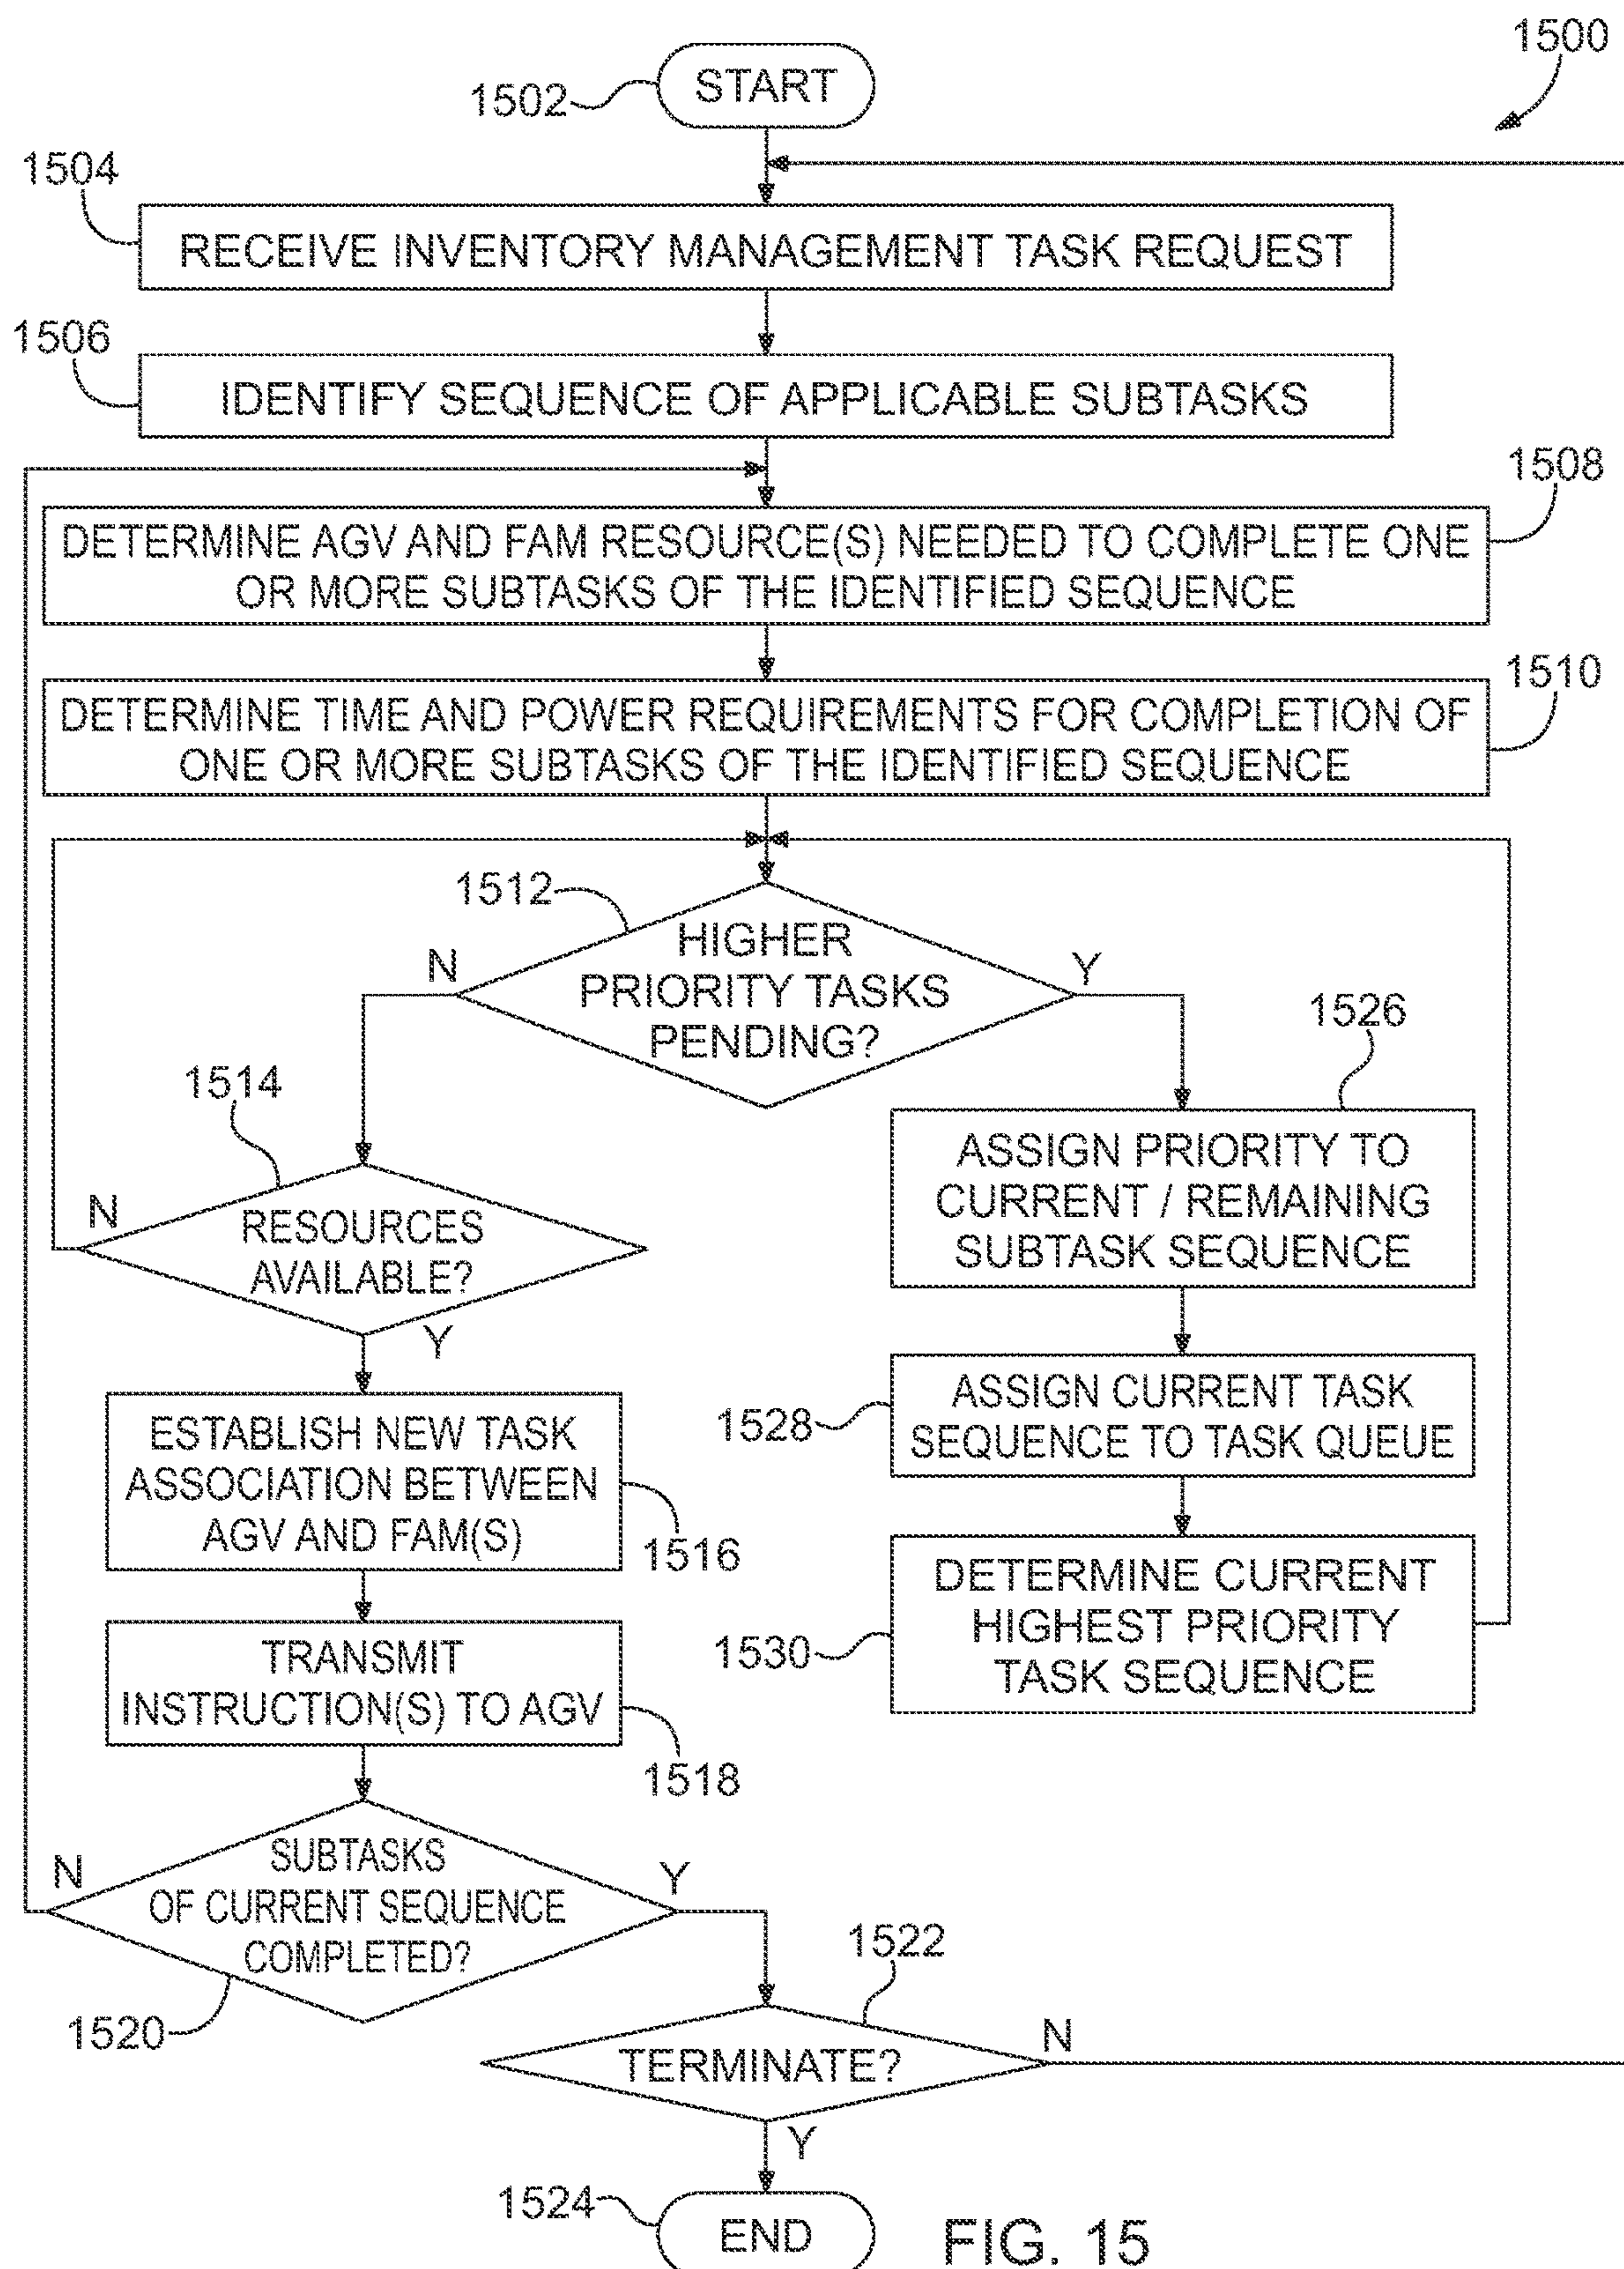 1500
START
1502
1504
RECEIVE INVENTORY MANAGEMENT TASK REQUEST
1506
IDENTIFY SEQUENCE OF APPLICABLE SUBTASKS
1508
DETERMINE AGV AND FAM RESOURCE(S) NEEDED TO COMPLETE ONE
OR MORE SUBTASKS OF THE IDENTIFIED SEQUENCE
1510
DETERMINE TIME AND POWER REQUIREMENTS FOR COMPLETION OF
ONE OR MORE SUBTASKS OF THE IDENTIFIED SEQUENCE
1512
HIGHER
PRIORITY TASKS
PENDING?
N
Y
1514
RESOURCES
AVAILABLE?
N
Y
ESTABLISH NEW TASK
ASSOCIATION BETWEEN
AGV AND FAM(S)
1516
TRANSMIT
INSTRUCTION(S) TO AGV
1518
1526
ASSIGN PRIORITY TO
CURRENT / REMAINING
SUBTASK SEQUENCE
1528
ASSIGN CURRENT TASK
SEQUENCE TO TASK QUEUE
1530
DETERMINE CURRENT
HIGHEST PRIORITY
TASK SEQUENCE
N
SUBTASKS
OF CURRENT SEQUENCE
COMPLETED?
Y
1520
1522
TERMINATE?
N
Y
1524
END
FIG. 15